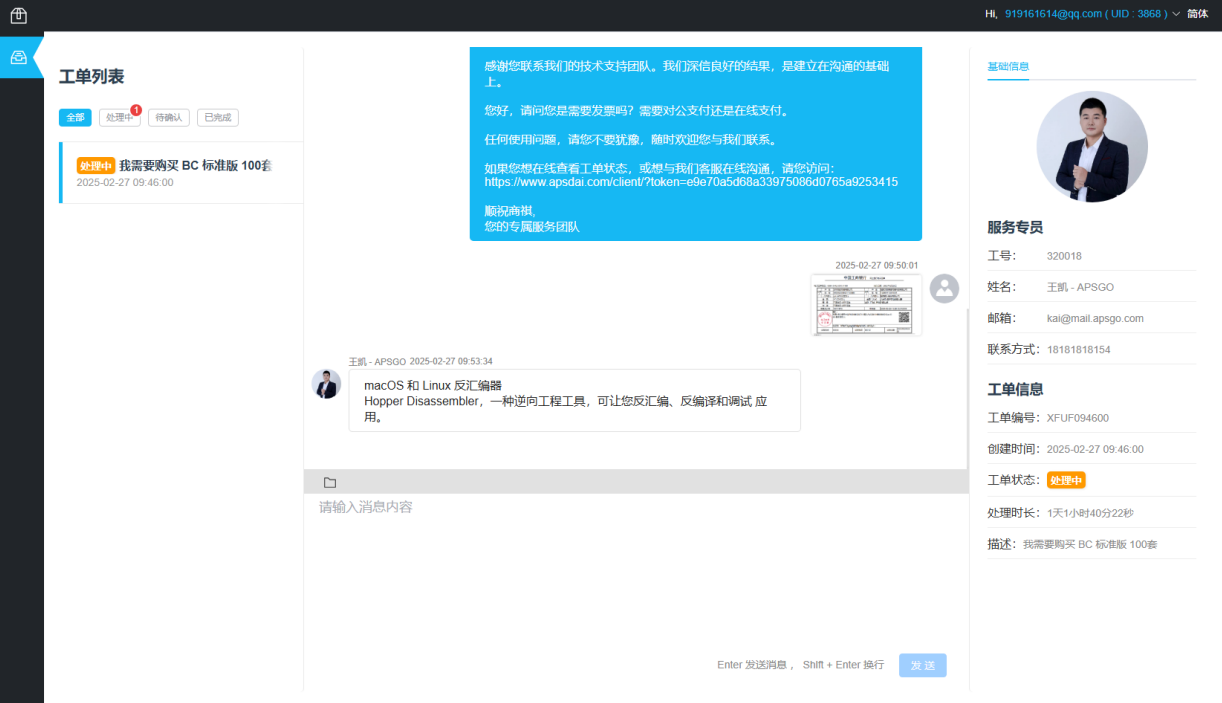 Hi, 919161614@qq.com ( UID : 3868 ) 简体
工单列表
全部 处理中 1 待确认 已完成
处理中 我需要购买 BC 标准版 100套
2025-02-27 09:46:00
感谢您联系我们的技术支持团队。我们深信良好的结果，是建立在沟通的基础
上。
您好，请问您是需要发票吗？需要对公支付还是在线支付。
任何使用问题，请您不要犹豫，随时欢迎您与我们联系。
如果您想在线查看工单状态，或想与我们客服在线沟通，请您访问：
https://www.apsdai.com/client/?token=e9e70a5d68a33975086d0765a9253415
顺祝商祺，
您的专属服务团队
2025-02-27 09:50:01
王凯 - APSGO 2025-02-27 09:53:34
macOS 和 Linux 反汇编器
Hopper Disassembler，一种逆向工程工具，可让您反汇编、反编译和调试 应
用。
请输入消息内容
Enter 发送消息 ， Shift + Enter 换行 发 送
基础信息
服务专员
工号： 320018
姓名： 王凯 - APSGO
邮箱： kai@mail.apsgo.com
联系方式： 18181818154
工单信息
工单编号： XFUF094600
创建时间： 2025-02-27 09:46:00
工单状态： 处理中
处理时长： 1天1小时40分22秒
描述： 我需要购买 BC 标准版 100套